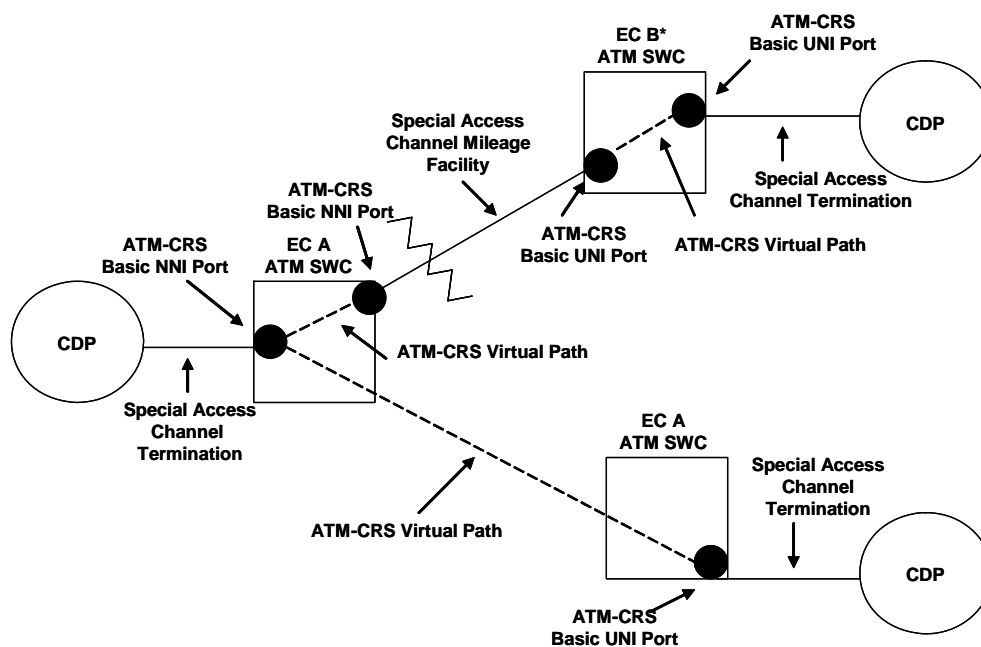 EC B*
ATM SWC
ATM-CRS
Basic UNI Port
CDP
Special Access
Channel Mileage
Facility
Special Access
Channel Termination
ATM-CRS
Basic NNI Port
ATM-CRS
Basic UNI Port
ATM-CRS Virtual Path
ATM-CRS
Basic NNI Port
EC A
ATM SWC
CDP
ATM-CRS Virtual Path
Special Access
Channel
Termination
EC A
ATM SWC
Special Access
Channel
Termination
ATM-CRS Virtual Path
CDP
ATM-CRS
Basic UNI Port